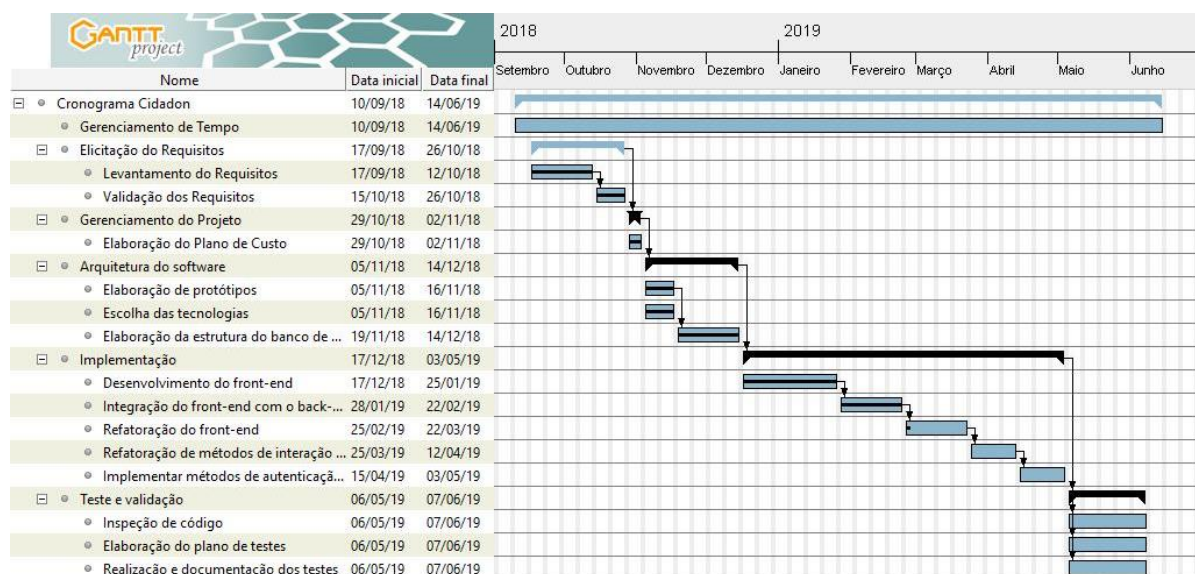 GANTT
project
2018 2019
Nome Data inicial Data final Setembro Outubro Novembro Dezembro Janeiro Fevereiro Março Abril Maio Junho
Cronograma Cidadon 10/09/18 14/06/19
Gerenciamento de Tempo 10/09/18 14/06/19
Elicitação do Requisitos 17/09/18 26/10/18
Levantamento do Requisitos 17/09/18 12/10/18
Validação dos Requisitos 15/10/18 26/10/18
Gerenciamento do Projeto 29/10/18 02/11/18
Elaboração do Plano de Custo 29/10/18 02/11/18
Arquitetura do software 05/11/18 14/12/18
Elaboração de protótipos 05/11/18 16/11/18
Escolha das tecnologias 05/11/18 16/11/18
Elaboração da estrutura do banco de ... 19/11/18 14/12/18
Implementação 17/12/18 03/05/19
Desenvolvimento do front-end 17/12/18 25/01/19
Integração do front-end com o back-... 28/01/19 22/02/19
Refatoração do front-end 25/02/19 22/03/19
Refatoração de métodos de interação ... 25/03/19 12/04/19
Implementar métodos de autenticaçã... 15/04/19 03/05/19
Teste e validação 06/05/19 07/06/19
Inspeção de código 06/05/19 07/06/19
Elaboração do plano de testes 06/05/19 07/06/19
Realização e documentação dos testes 06/05/19 07/06/19